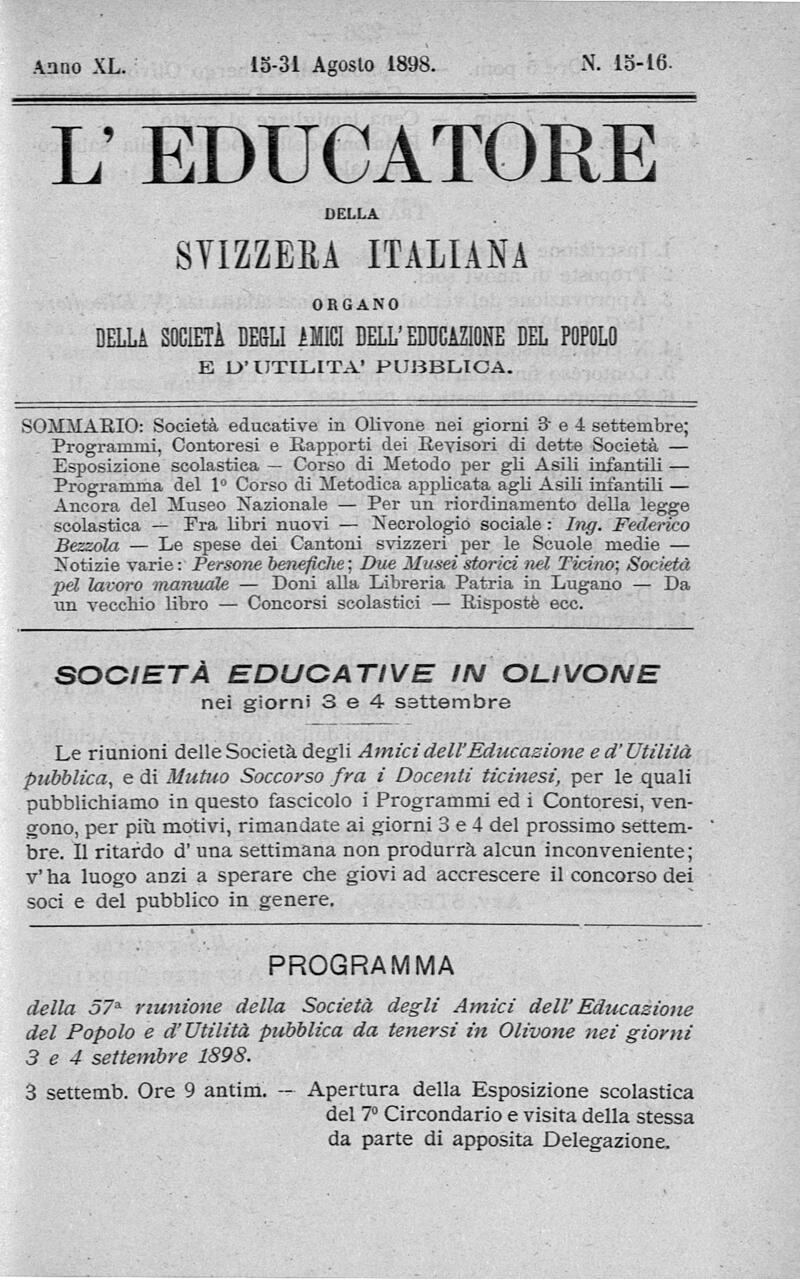 Anno XL. 15-31 Agosto 1898. N. 15-16.
L' EDUCATORE
DELLA
SVIZZERA ITALIANA
ORGANO
DELLA SOCIETÀ DEGLI AMICI DELL'EDUCAZIONE DEL POPOLO
E D'UTILITA' PUBBLICA.
SOMMARIO: Società educative in Olivone nei giorni 3 e 4 settembre;
Programmi, Contoresi e Rapporti dei Revisori di dette Società —
Esposizione scolastica — Corso di Metodo per gli Asili infantili —
Programma del 1° Corso di Metodica applicata agli Asili infantili —
Ancora del Museo Nazionale — Per un riordinamento della legge
scolastica — Fra libri nuovi — Necrologio sociale: Ing. Federico
Bezzola — Le spese dei Cantoni svizzeri per le Scuole medie —
Notizie varie: Persone benefiche; Due Musei storici nel Ticino; Società
pel lavoro manuale — Doni alla Libreria Patria in Lugano — Da
un vecchio libro — Concorsi scolastici — Rispostè ecc.
SOCIETÀ EDUCATIVE IN OLIVONE
nei giorni 3 e 4 settembre
Le riunioni delle Società degli Amici dell'Educazione e d'Utilità
pubblica, e di Mutuo Soccorso fra i Docenti ticinesi, per le quali
pubblichiamo in questo fascicolo i Programmi ed i Contoresi, ven-
gono, per più motivi, rimandate ai giorni 3 e 4 del prossimo settem-
bre. Il ritardo d' una settimana non produrrà alcun inconveniente;
v'ha luogo anzi a sperare che giovi ad accrescere il concorso dei
soci e del pubblico in genere.
PROGRAMMA
della 57ª riunione della Società degli Amici dell'Educazione
del Popolo e d'Utilità pubblica da tenersi in Olivone nei giorni
3 e 4 settembre 1898.
3 settemb. Ore 9 antim. — Apertura della Esposizione scolastica
del 7° Circondario e visita della stessa
da parte di apposita Delegazione.